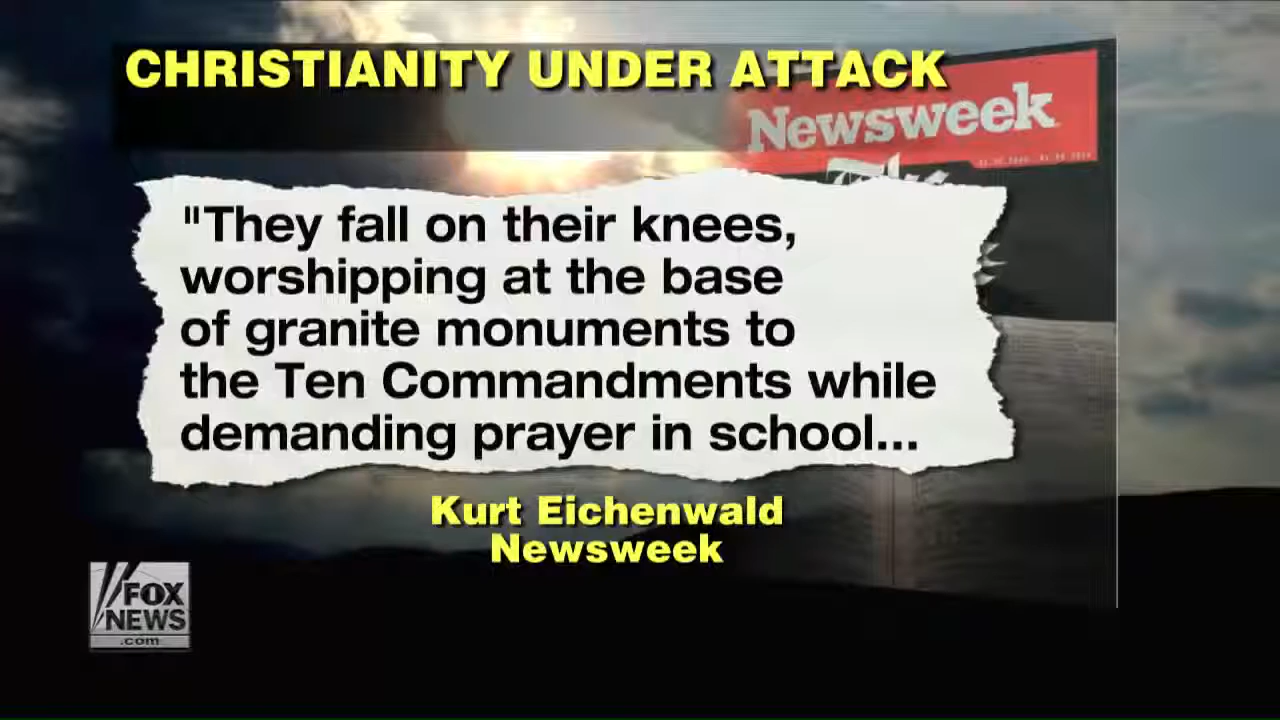 CHRISTIANITY UNDER ATTACK
Newsweek
"They fall on their knees,
worshipping at the base
of granite monuments to
the Ten Commandments while
demanding prayer in school...
Kurt Eichenwald
Newsweek
FOX
NEWS
.com